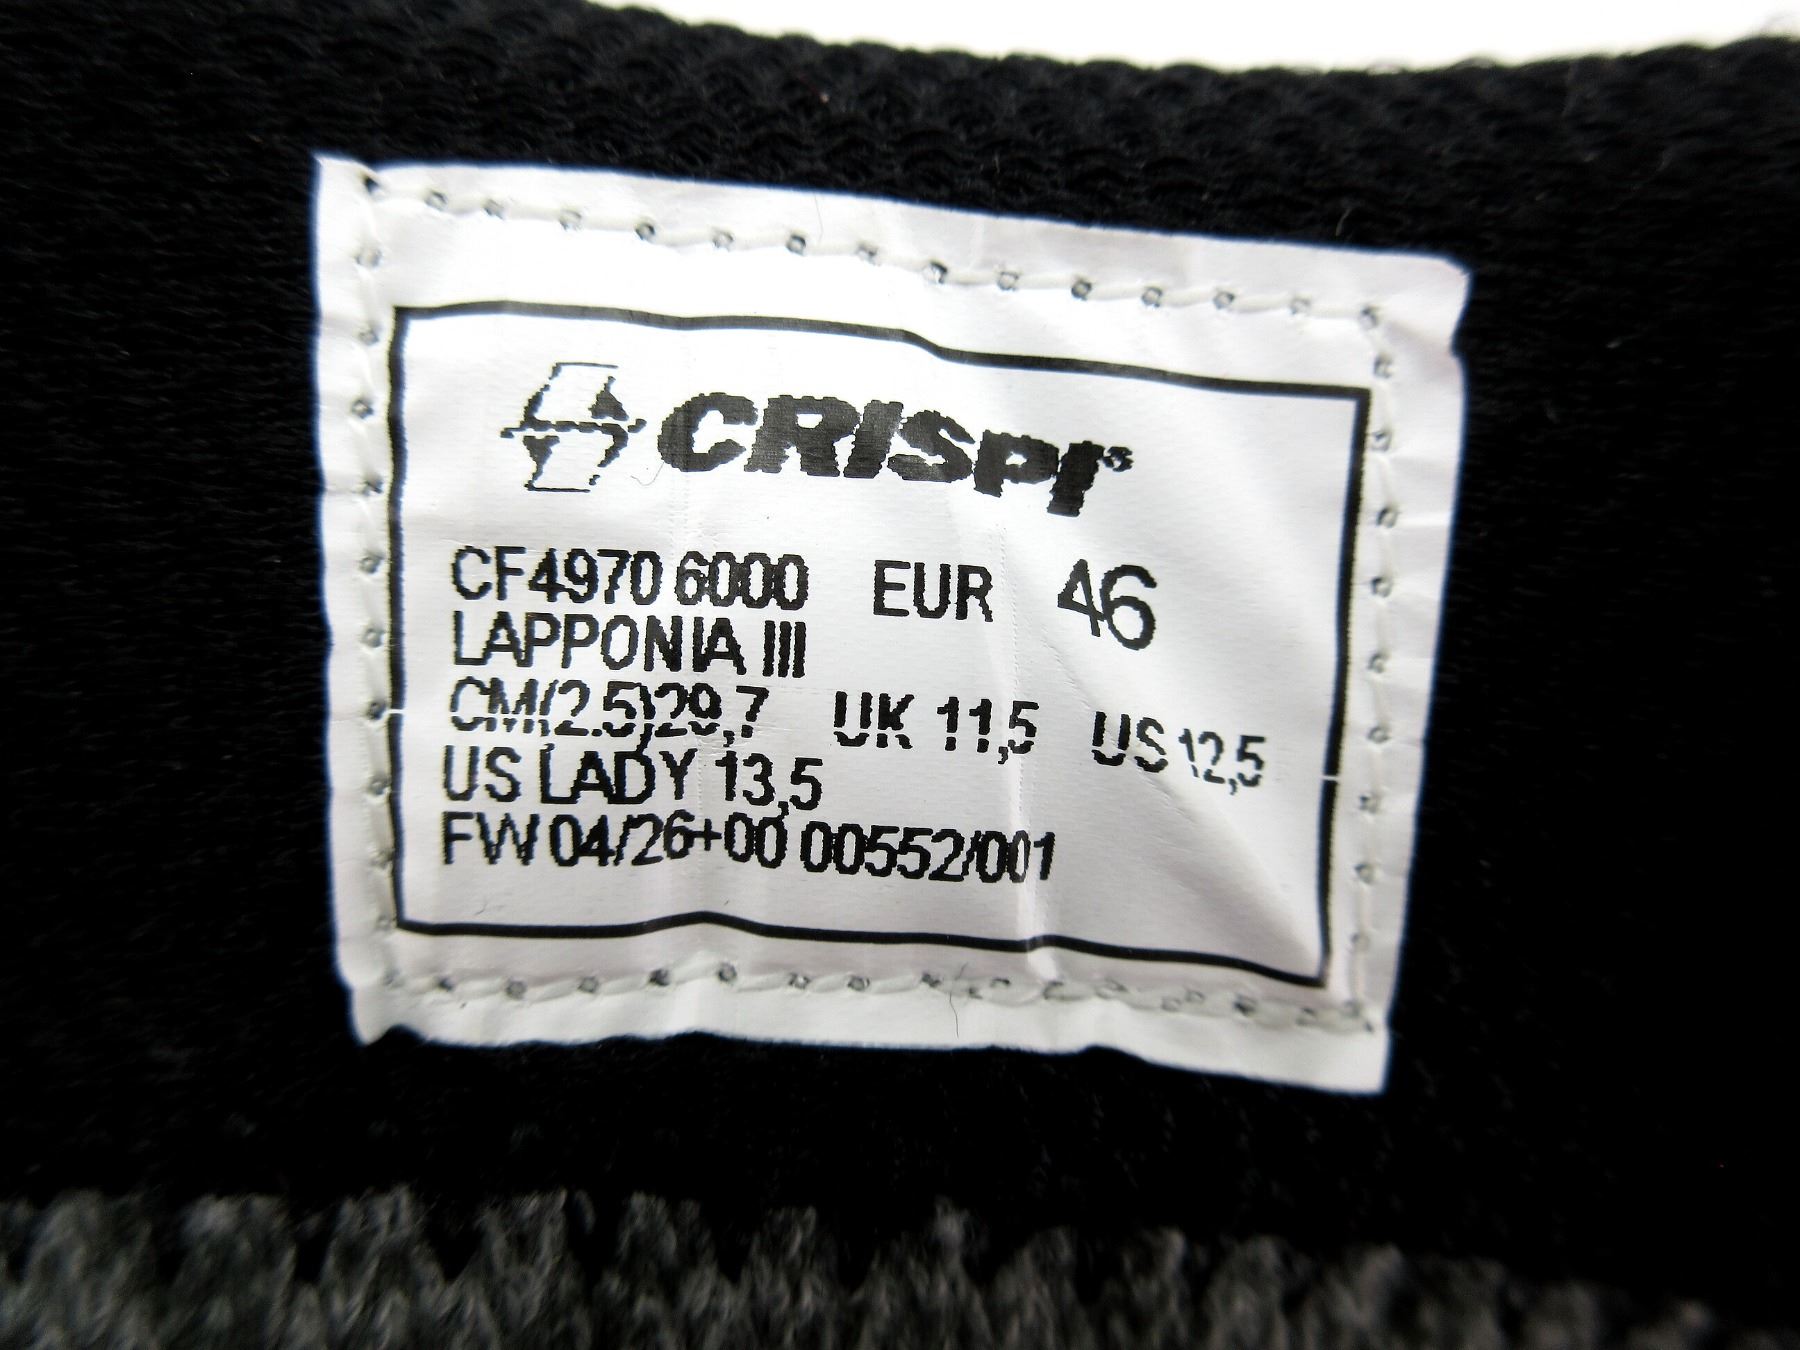 CRISPI®
CF4970 6000 EUR 46
LAPPONIA III
CM(2.5)29,7 UK 11,5 US 12,5
US LADY 13,5
FW 04/26+00 00552/001